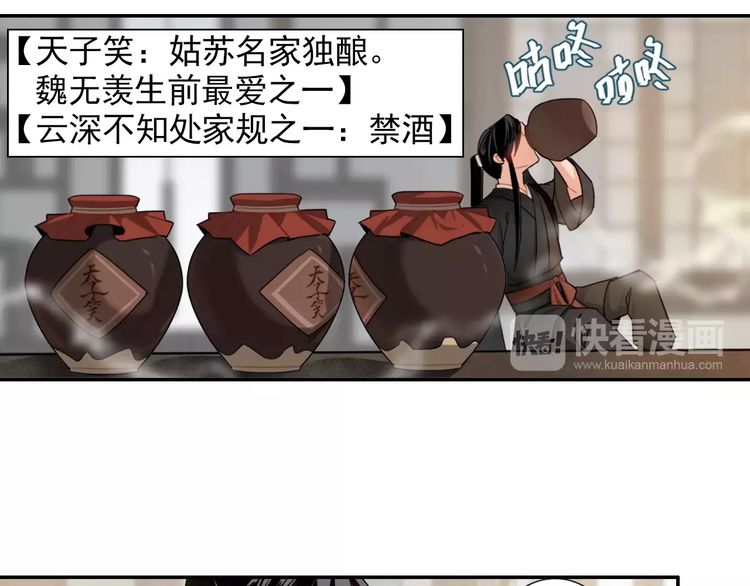 【天子笑：姑苏名家独酿。
魏无羡生前最爱之一】
【云深不知处家规之一：禁酒】
咕咚
咕咚
天子笑
天子笑
天
快看!
快看漫画
www.kuaikanmanhua.com